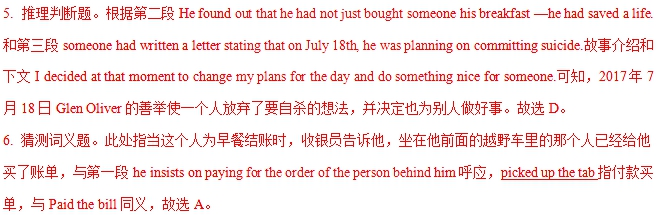 5. 推理判断题。根据第二段 He found out that he had not just bought someone his breakfast —he had saved a life.
和第三段 someone had written a letter stating that on July 18th, he was planning on committing suicide.故事介绍和
下文 I decided at that moment to change my plans for the day and do something nice for someone.可知，2017年 7
月 18日 Glen Oliver 的善举使一个人放弃了要自杀的想法，并决定也为别人做好事。故选 D。
6. 猜测词义题。此处指当这个人为早餐结账时，收银员告诉他，坐在他前面的越野车里的那个人已经给他
买了账单，与第一段 he insists on paying for the order of the person behind him 呼应，picked up the tab 指付款买
单，与 Paid the bill 同义，故选 A。